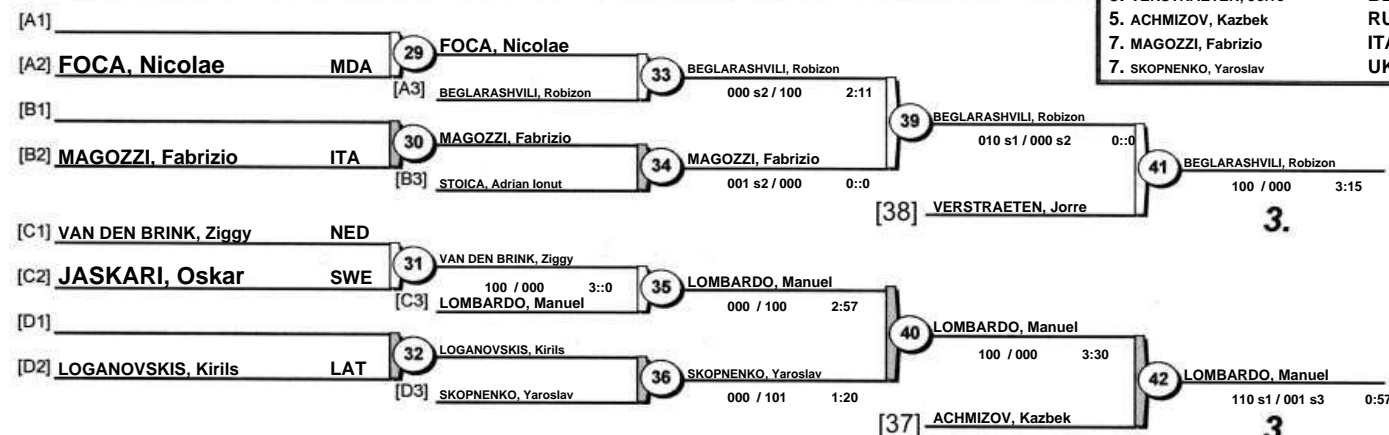 5. ACHMIZOV, Kazbek RU
7. MAGOZZI, Fabrizio ITA
7. SKOPNENKO, Yaroslav UK
[A1]
29 FOCA, Nicolae
[A2] FOCA, Nicolae MDA
33 BEGLARASHVILI, Robizon
[A3] BEGLARASHVILI, Robizon
000 s2 / 100 2:11
[B1]
39 BEGLARASHVILI, Robizon
30 MAGOZZI, Fabrizio
010 s1 / 000 s2 0::0
[B2] MAGOZZI, Fabrizio ITA
34 MAGOZZI, Fabrizio
41 BEGLARASHVILI, Robizon
[B3] STOICA, Adrian Ionut
001 s2 / 000 0::0
100 / 000 3:15
[38] VERSTRAETEN, Jorre
3.
[C1] VAN DEN BRINK, Ziggy NED
31 VAN DEN BRINK, Ziggy
[C2] JASKARI, Oskar SWE
100 / 000 3::0
35 LOMBARDO, Manuel
[C3] LOMBARDO, Manuel
000 / 100 2:57
[D1]
40 LOMBARDO, Manuel
32 LOGANOVSKIS, Kirils
100 / 000 3:30
[D2] LOGANOVSKIS, Kirils LAT
36 SKOPNENKO, Yaroslav
42 LOMBARDO, Manuel
[D3] SKOPNENKO, Yaroslav
000 / 101 1:20
110 s1 / 001 s3 0:57
[37] ACHMIZOV, Kazbek
3